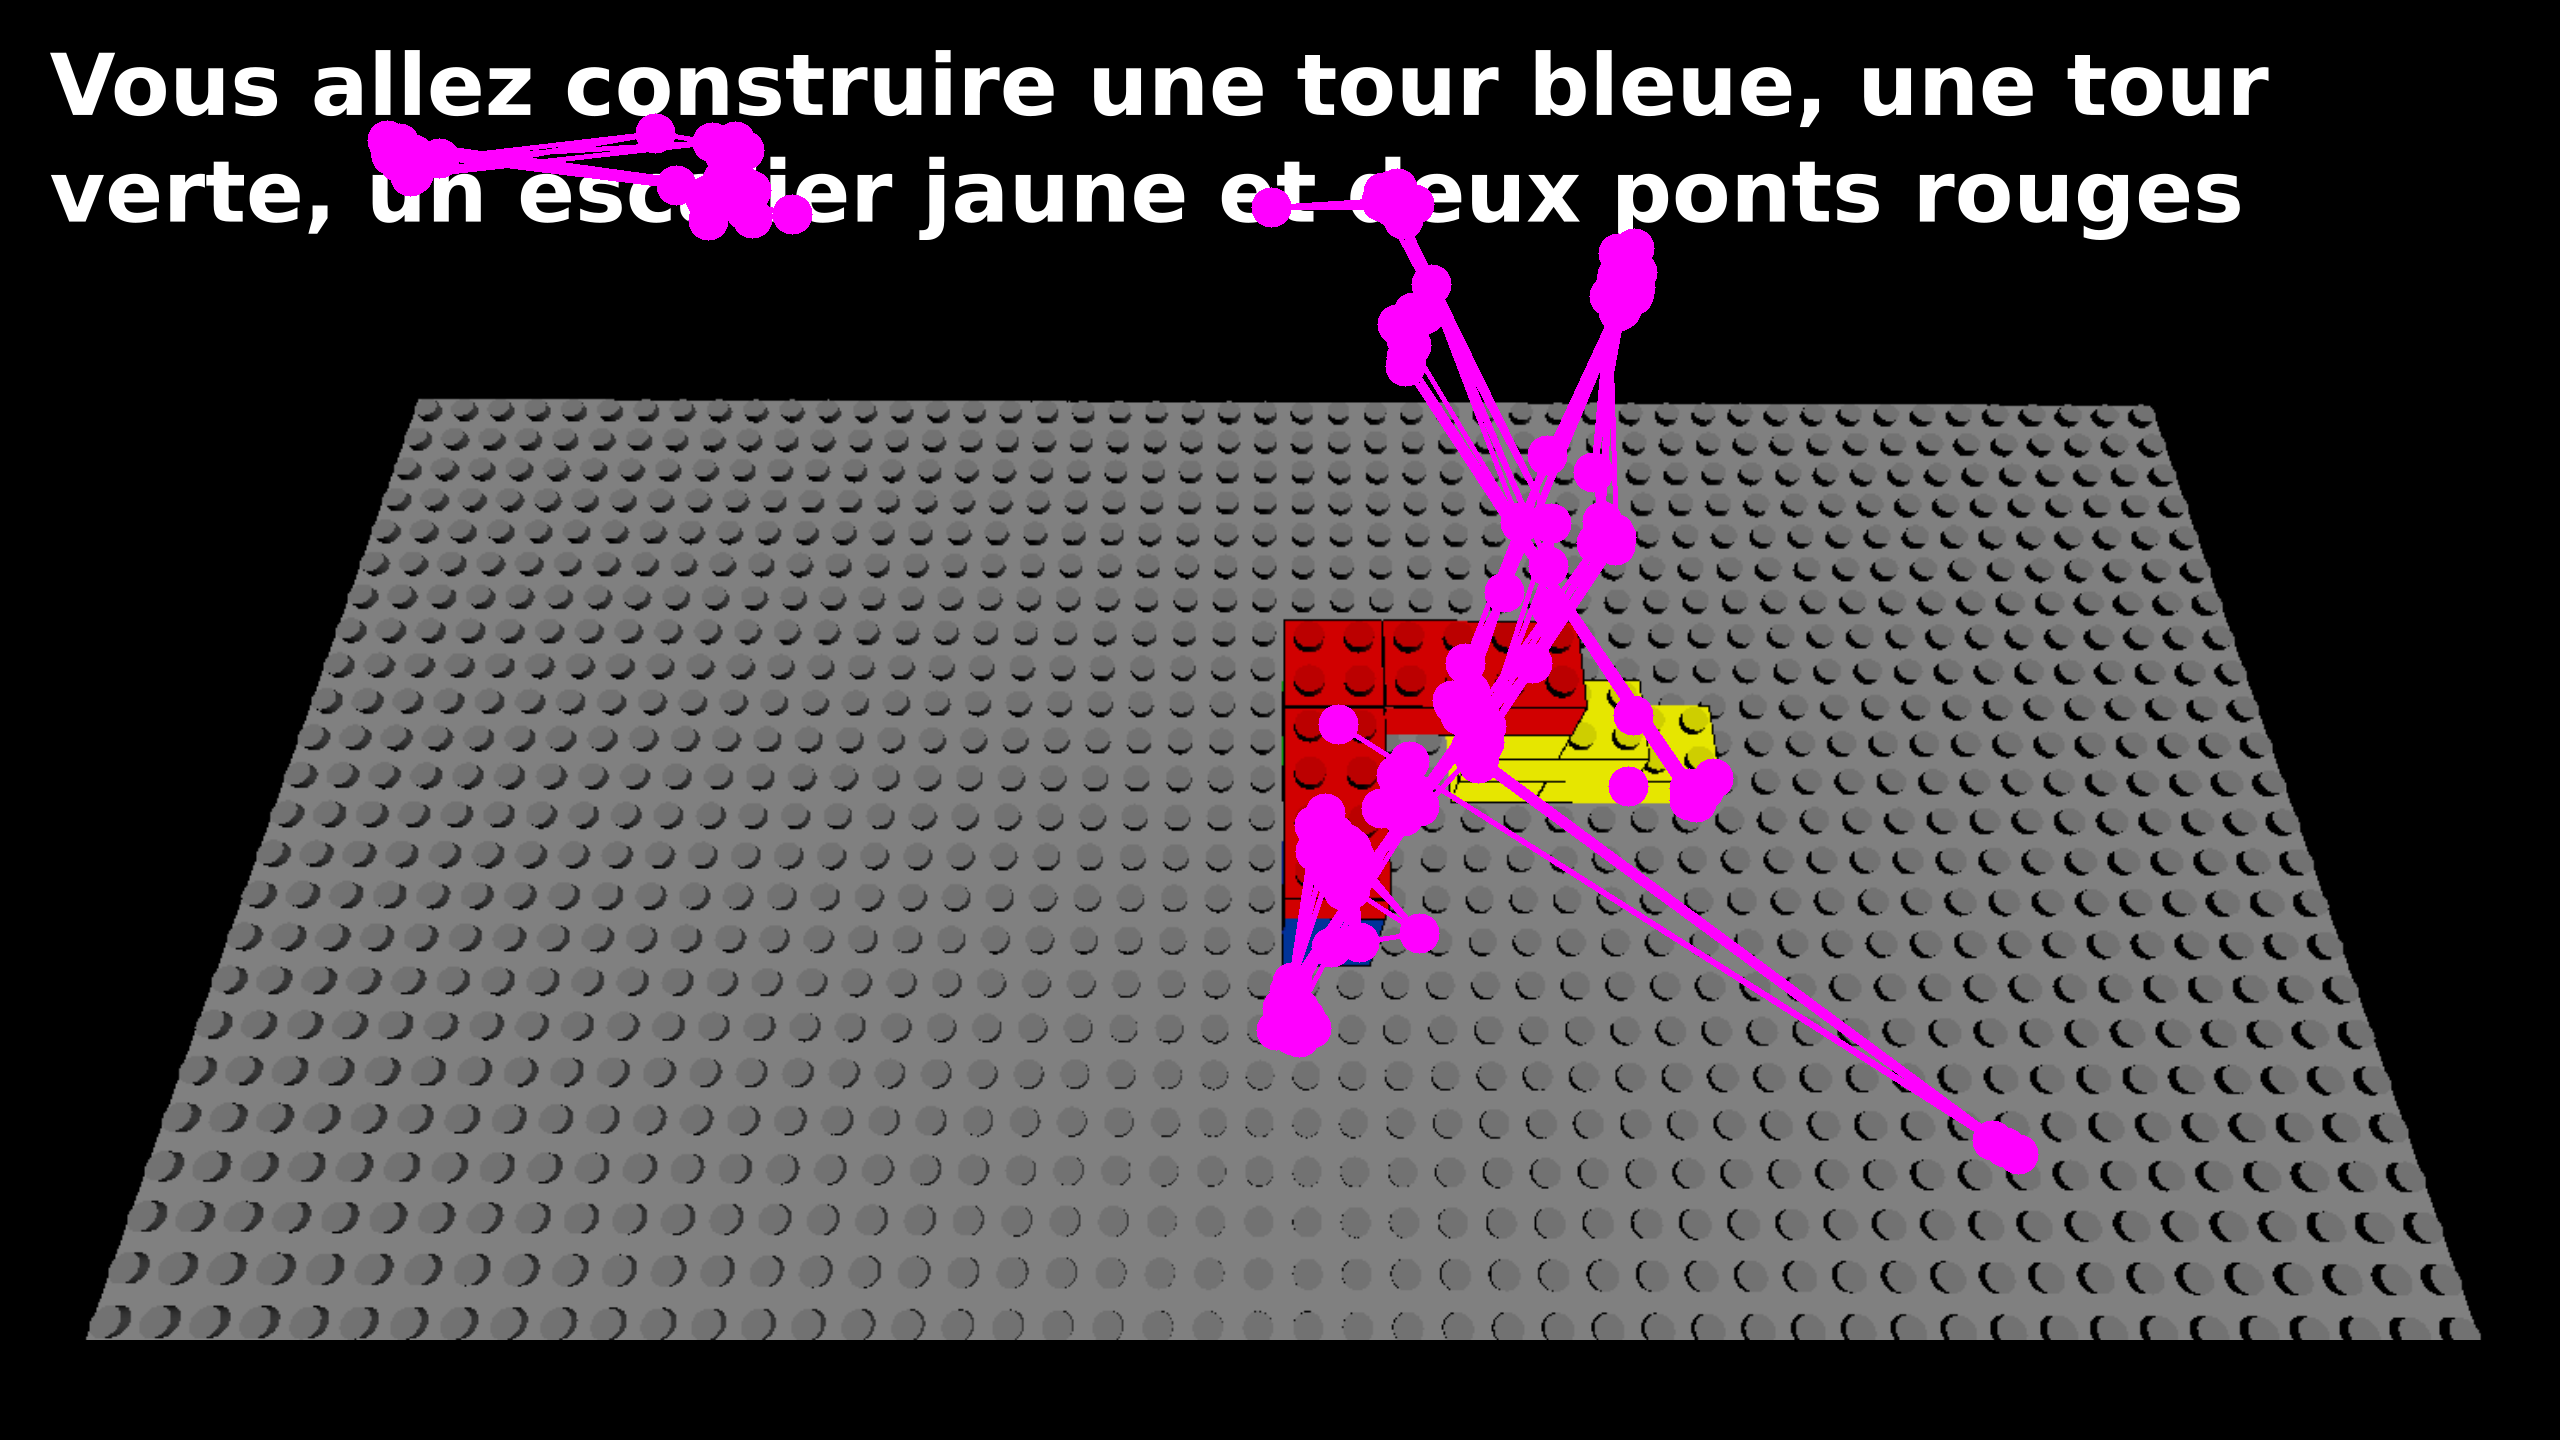 Vous allez construire une tour bleue, une tour
verte, un escalier jaune et deux ponts rouges